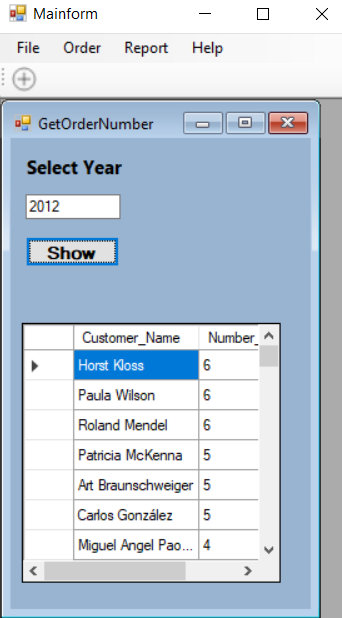 Mainform
File Order Report Help
GetOrderNumber
Select Year
2012
Show
Customer_Name Number_
Horst Kloss 6
Paula Wilson 6
Roland Mendel 6
Patricia McKenna 5
Art Braunschweiger 5
Carlos González 5
Miguel Angel Pao... 4